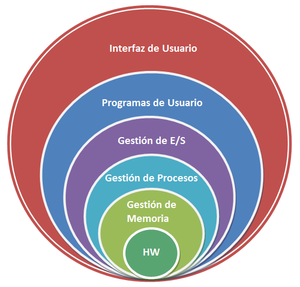 Interfaz de Usuario
Programas de Usuario
Gestión de E/S
Gestión de Procesos
Gestión de
Memoria
HW